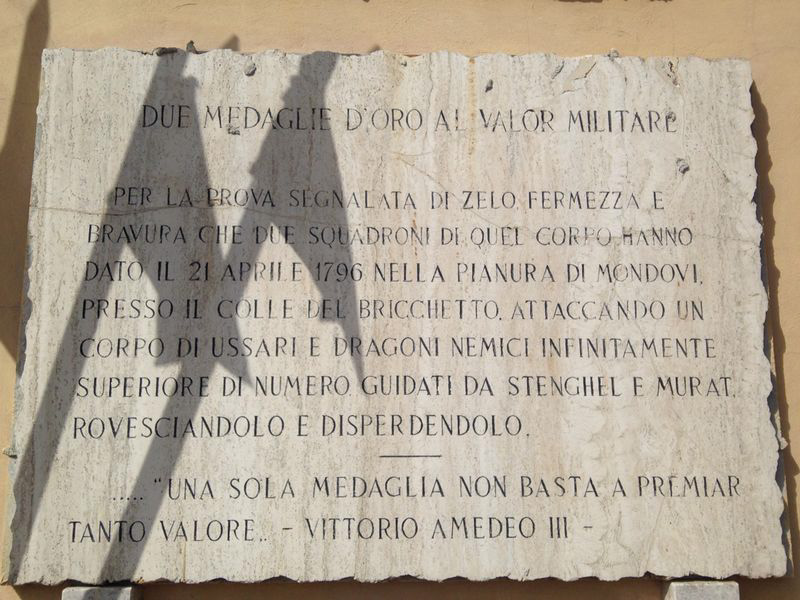 DUE MEDAGLIE D'ORO AL VALOR MILITARE
PER LA PROVA SEGNALATA DI ZELO, FERMEZZA E
BRAVURA CHE DUE SQUADRONI DI QUEL CORPO HANNO
DATO IL 21 APRILE 1796 NELLA PIANURA DI MONDOVI,
PRESSO IL COLLE DEL BRICCHETTO, ATTACCANDO UN
CORPO DI USSARI E DRAGONI NEMICI INFINITAMENTE
SUPERIORE DI NUMERO, GUIDATI DA STENGHEL E MURAT,
ROVESCIANDOLO E DISPERDENDOLO.
....." UNA SOLA MEDAGLIA NON BASTA A PREMIAR
TANTO VALORE„ - VITTORIO AMEDEO III -